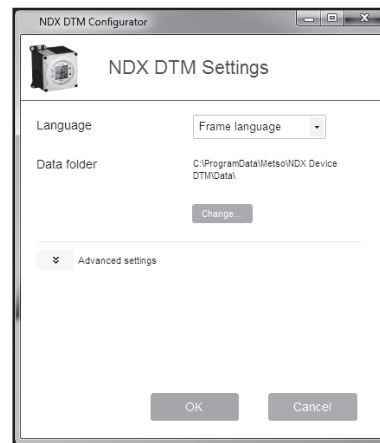 NDX DTM Configurator
NDX DTM Settings
Language
Frame language
Data folder
C:\ProgramData\Metso\NDX Device
DTM\Data\
Change...
Advanced settings
OK
Cancel